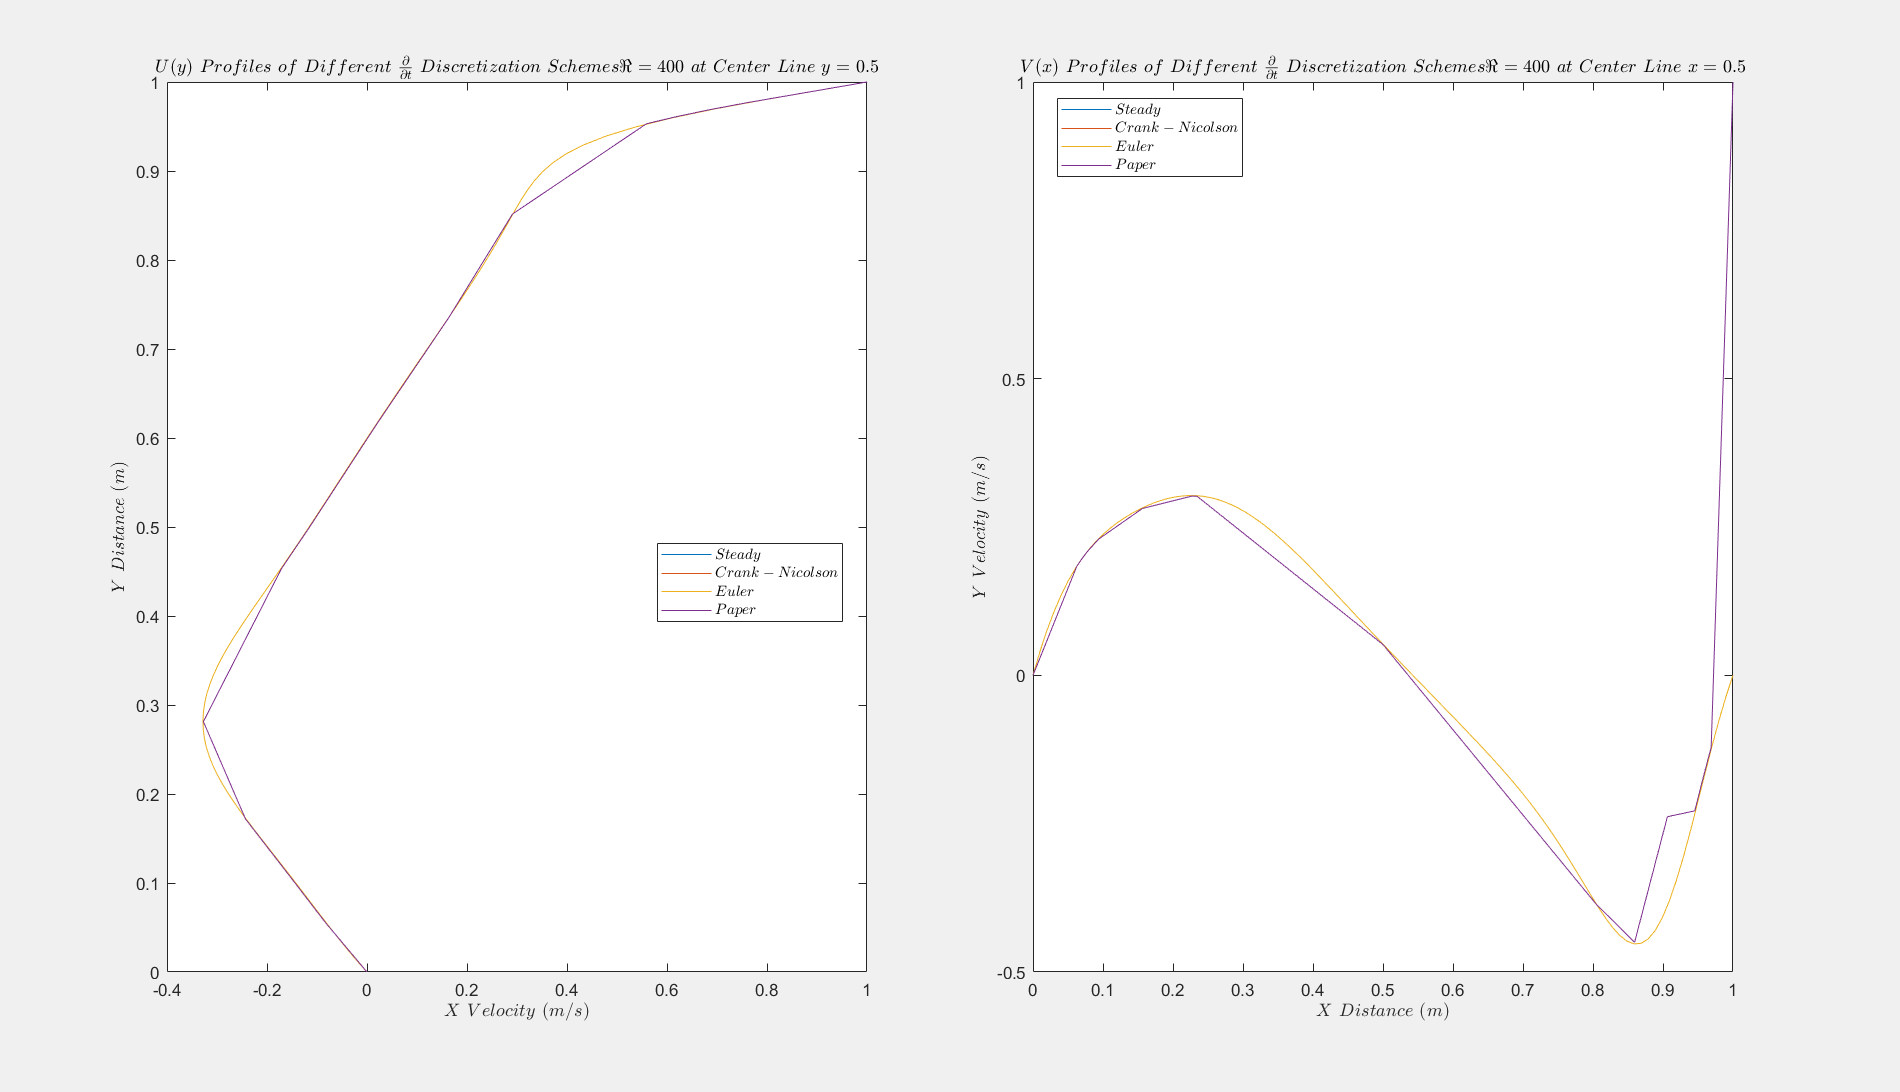 U(y) Profiles of Different ∂/∂t Discretization Schemesℜ = 400 at Center Line y = 0.5
1
0.9
0.8
0.7
0.6
0.5
0.4
0.3
0.2
0.1
0
Y Distance (m)
Steady
Crank − Nicolson
Euler
Paper
-0.4 -0.2 0 0.2 0.4 0.6 0.8 1
X Velocity (m/s)
V(x) Profiles of Different ∂/∂t Discretization Schemesℜ = 400 at Center Line x = 0.5
Steady
Crank − Nicolson
Euler
Paper
1
0.5
0
-0.5
Y Velocity (m/s)
0 0.1 0.2 0.3 0.4 0.5 0.6 0.7 0.8 0.9 1
X Distance (m)